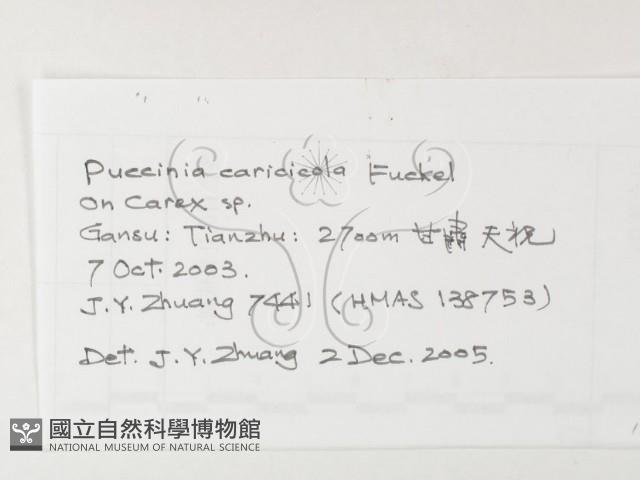 Puccinia caricicola Fuckel
On Carex sp.
Gansu: Tianzhu: 2700m 甘肅 天祝
7 Oct. 2003.
J.Y. Zhuang 7441 (HMAS 138753)
Det. J.Y. Zhuang 2 Dec. 2005.
國立自然科學博物館
NATIONAL MUSEUM OF NATURAL SCIENCE